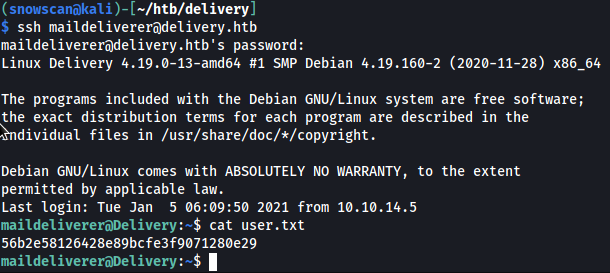 (snowscan㉿kali)-[~/htb/delivery]
$ ssh maildeliverer@delivery.htb
maildeliverer@delivery.htb's password:
Linux Delivery 4.19.0-13-amd64 #1 SMP Debian 4.19.160-2 (2020-11-28) x86_64

The programs included with the Debian GNU/Linux system are free software;
the exact distribution terms for each program are described in the
individual files in /usr/share/doc/*/copyright.

Debian GNU/Linux comes with ABSOLUTELY NO WARRANTY, to the extent
permitted by applicable law.
Last login: Tue Jan  5 06:09:50 2021 from 10.10.14.5
maildeliverer@Delivery:~$ cat user.txt
56b2e58126428e89bcfe3f9071280e29
maildeliverer@Delivery:~$